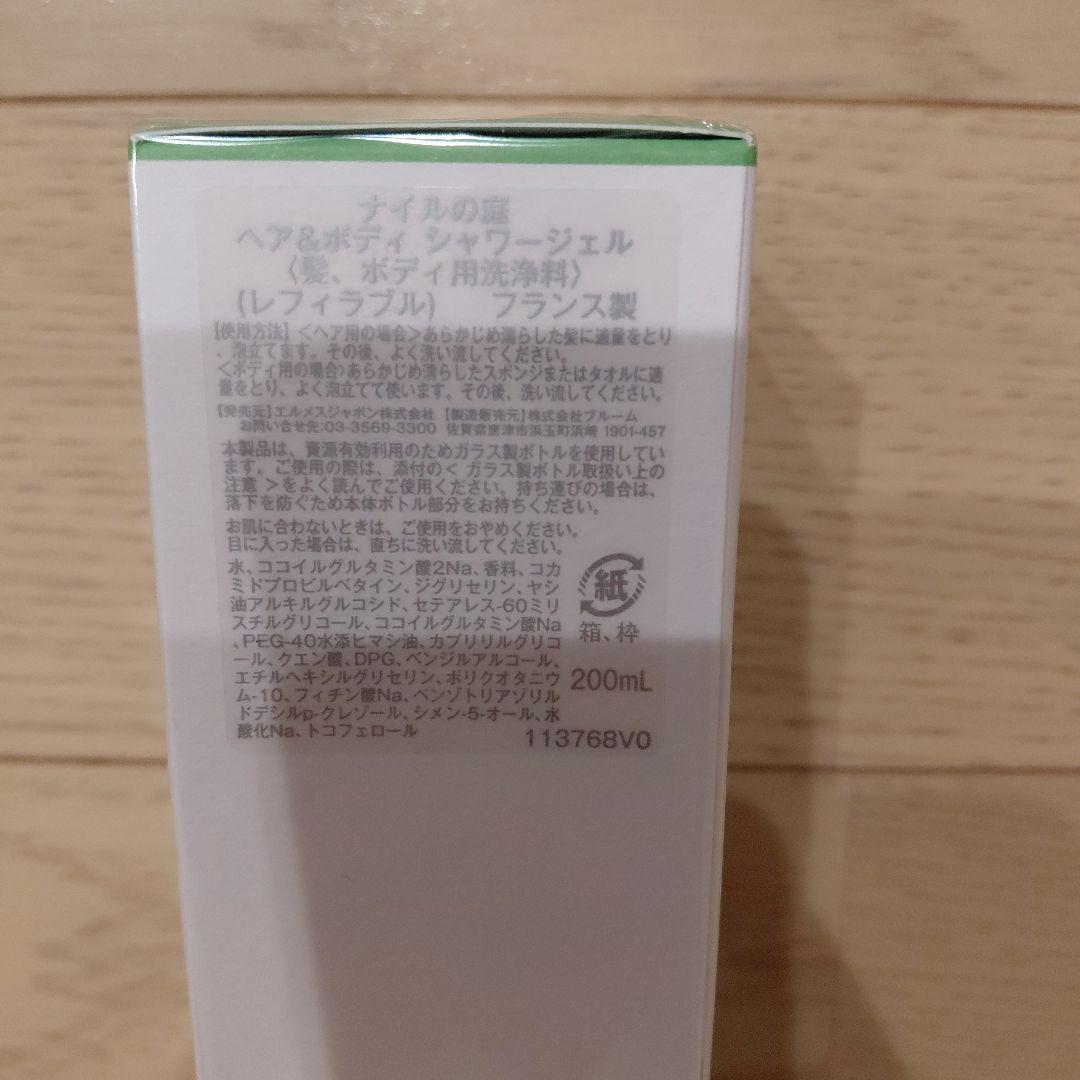 ナイルの庭
ヘア&ボディ シャワージェル
〈髪、ボディ用洗浄料〉
(レフィラブル) フランス製
【使用方法】〈ヘア用の場合〉あらかじめ濡らした髪に適量をとり
、泡立てます。その後、よく洗い流してください。
〈ボディ用の場合〉あらかじめ濡らしたスポンジまたはタオルに適
量をとり、よく泡立てて使います。その後、洗い流してください。
【発売元】エルメスジャポン株式会社 【製造販売元】株式会社ブルーム
お問い合せ先:03-3569-3300 佐賀県唐津市浜玉町浜崎 1901-457
本製品は、資源有効利用のためガラス製ボトルを使用してい
ます。ご使用の際は、添付の< ガラス製ボトル取扱い上の
注意 >をよく読んでご使用ください。持ち運びの場合は、
落下を防ぐため本体ボトル部分をお持ちください。
お肌に合わないときは、ご使用をおやめください。
目に入った場合は、直ちに洗い流してください。
水、ココイルグルタミン酸2Na、香料、コカ
ミドプロピルベタイン、ジグリセリン、ヤシ
油アルキルグルコシド、セテアレス-60ミリ
スチルグリコール、ココイルグルタミン酸Na
、PEG-40水添ヒマシ油、カプリリルグリコ
ール、クエン酸、DPG、ベンジルアルコール、
エチルヘキシルグリセリン、ポリクオタニウ
ム-10、フィチン酸Na、ベンゾトリアゾリル
ドデシルp-クレゾール、シメン-5-オール、水
酸化Na、トコフェロール
紙
箱、枠
200mL
113768V0